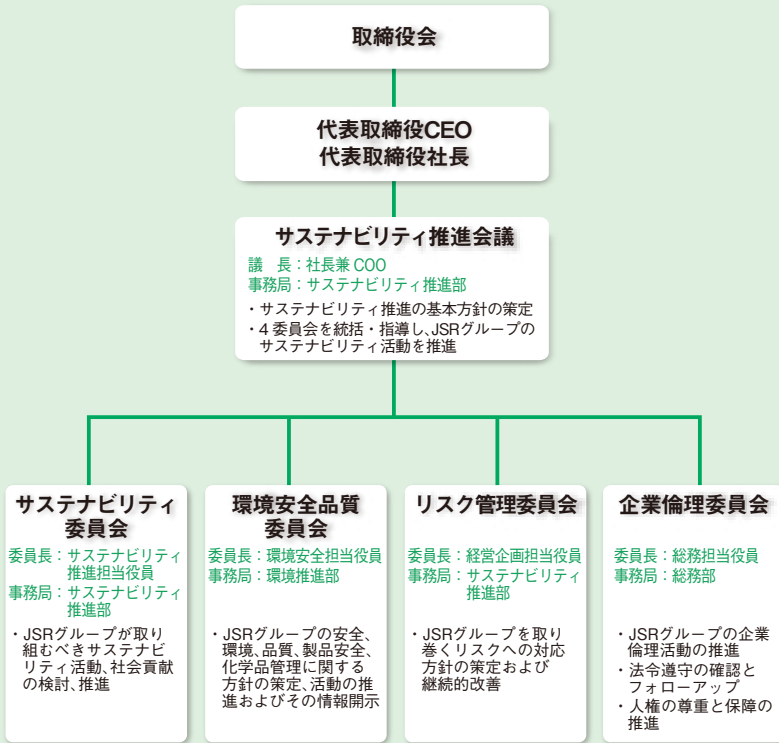 取締役会
代表取締役CEO
代表取締役社長
サステナビリティ推進会議
議　長：社長兼 COO
事務局：サステナビリティ推進部
・サステナビリティ推進の基本方針の策定
・4 委員会を統括・指導し、JSRグループの
サステナビリティ活動を推進
サステナビリティ
委員会
委員長：サステナビリティ
推進担当役員
事務局：サステナビリティ
推進部
・JSRグループが取り
組むべきサステナビ
リティ活動、社会貢献
の検討、推進
環境安全品質
委員会
委員長：環境安全担当役員
事務局：環境推進部
・JSRグループの安全、
環境、品質、製品安全、
化学品管理に関する
方針の策定、活動の推
進およびその情報開示
リスク管理委員会
委員長：経営企画担当役員
事務局：サステナビリティ
推進部
・JSRグループを取り
巻くリスクへの対応
方針の策定および
継続的改善
企業倫理委員会
委員長：総務担当役員
事務局：総務部
・JSRグループの企業
倫理活動の推進
・法令遵守の確認と
フォローアップ
・人権の尊重と保障の
推進